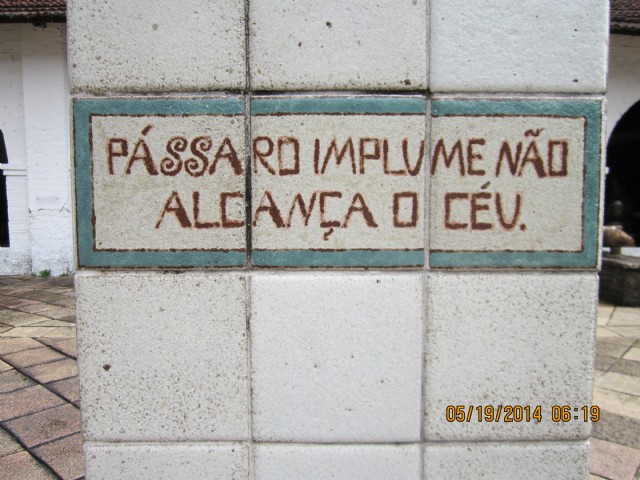 PÁSSARO IMPLUME NÃO
ALCANÇA O CÉU.
05/19/2014 06:19